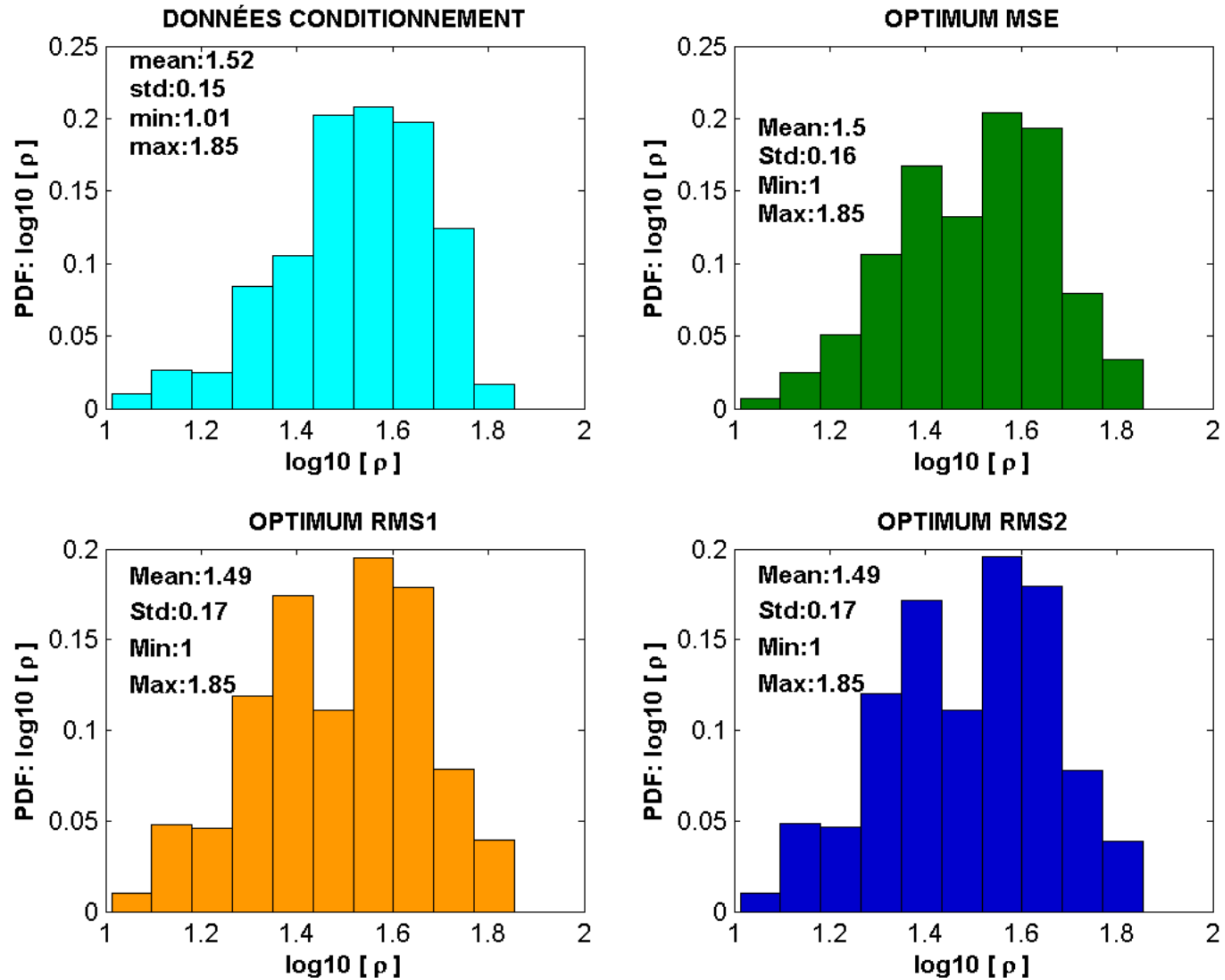 DONNÉES CONDITIONNEMENT
0.25
0.2
0.15
0.1
0.05
0
PDF: log10 [ ρ ]
mean:1.52
std:0.15
min:1.01
max:1.85
1 1.2 1.4 1.6 1.8 2
log10 [ ρ ]
OPTIMUM MSE
0.25
0.2
0.15
0.1
0.05
0
PDF: log10 [ ρ ]
Mean:1.5
Std:0.16
Min:1
Max:1.85
1 1.2 1.4 1.6 1.8 2
log10 [ ρ ]
OPTIMUM RMS1
0.2
0.15
0.1
0.05
0
PDF: log10 [ ρ ]
Mean:1.49
Std:0.17
Min:1
Max:1.85
1 1.2 1.4 1.6 1.8 2
log10 [ ρ ]
OPTIMUM RMS2
0.2
0.15
0.1
0.05
0
PDF: log10 [ ρ ]
Mean:1.49
Std:0.17
Min:1
Max:1.85
1 1.2 1.4 1.6 1.8 2
log10 [ ρ ]